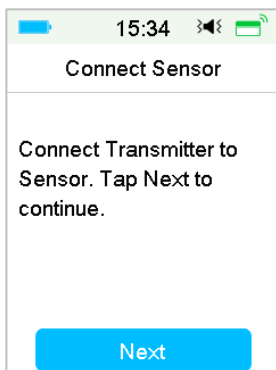 15:34
Connect Sensor
Connect Transmitter to
Sensor. Tap Next to
continue.
Next